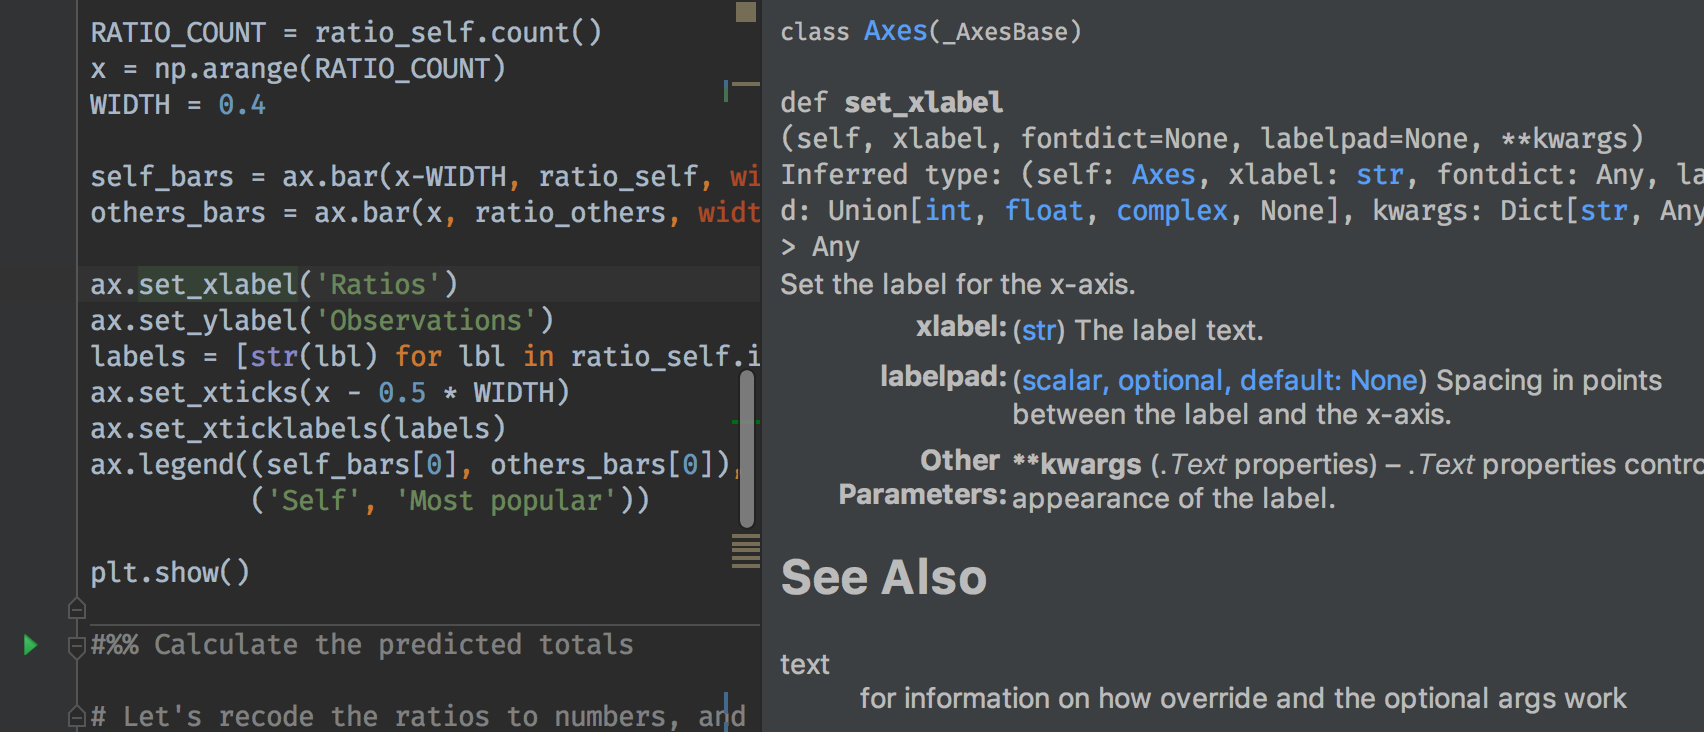 RATIO_COUNT = ratio_self.count()
x = np.arange(RATIO_COUNT)
WIDTH = 0.4
self_bars = ax.bar(x-WIDTH, ratio_self, wi
others_bars = ax.bar(x, ratio_others, widt
ax.set_xlabel('Ratios')
ax.set_ylabel('Observations')
labels = [str(lbl) for lbl in ratio_self.i
ax.set_xticks(x - 0.5 * WIDTH)
ax.set_xticklabels(labels)
ax.legend((self_bars[0], others_bars[0]),
('Self', 'Most popular'))
plt.show()
#%% Calculate the predicted totals
# Let's recode the ratios to numbers, and
class Axes(_AxesBase)
def set_xlabel
(self, xlabel, fontdict=None, labelpad=None, **kwargs)
Inferred type: (self: Axes, xlabel: str, fontdict: Any, la
d: Union[int, float, complex, None], kwargs: Dict[str, Any
> Any
Set the label for the x-axis.
xlabel: (str) The label text.
labelpad: (scalar, optional, default: None) Spacing in points
between the label and the x-axis.
Other **kwargs (.Text properties) – .Text properties contro
Parameters: appearance of the label.
See Also
text
for information on how override and the optional args work